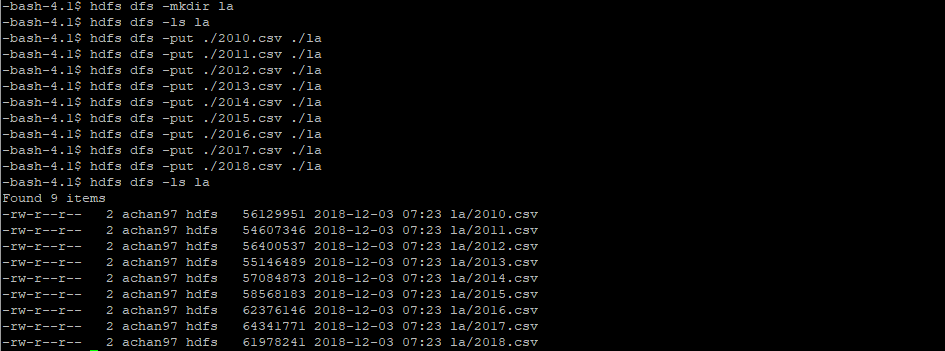 -bash-4.1$ hdfs dfs -mkdir la
-bash-4.1$ hdfs dfs -ls la
-bash-4.1$ hdfs dfs -put ./2010.csv ./la
-bash-4.1$ hdfs dfs -put ./2011.csv ./la
-bash-4.1$ hdfs dfs -put ./2012.csv ./la
-bash-4.1$ hdfs dfs -put ./2013.csv ./la
-bash-4.1$ hdfs dfs -put ./2014.csv ./la
-bash-4.1$ hdfs dfs -put ./2015.csv ./la
-bash-4.1$ hdfs dfs -put ./2016.csv ./la
-bash-4.1$ hdfs dfs -put ./2017.csv ./la
-bash-4.1$ hdfs dfs -put ./2018.csv ./la
-bash-4.1$ hdfs dfs -ls la
Found 9 items
-rw-r--r--   2 achan97 hdfs   56129951 2018-12-03 07:23 la/2010.csv
-rw-r--r--   2 achan97 hdfs   54607346 2018-12-03 07:23 la/2011.csv
-rw-r--r--   2 achan97 hdfs   56400537 2018-12-03 07:23 la/2012.csv
-rw-r--r--   2 achan97 hdfs   55146489 2018-12-03 07:23 la/2013.csv
-rw-r--r--   2 achan97 hdfs   57084873 2018-12-03 07:23 la/2014.csv
-rw-r--r--   2 achan97 hdfs   58568183 2018-12-03 07:23 la/2015.csv
-rw-r--r--   2 achan97 hdfs   62376146 2018-12-03 07:23 la/2016.csv
-rw-r--r--   2 achan97 hdfs   64341771 2018-12-03 07:23 la/2017.csv
-rw-r--r--   2 achan97 hdfs   61978241 2018-12-03 07:23 la/2018.csv